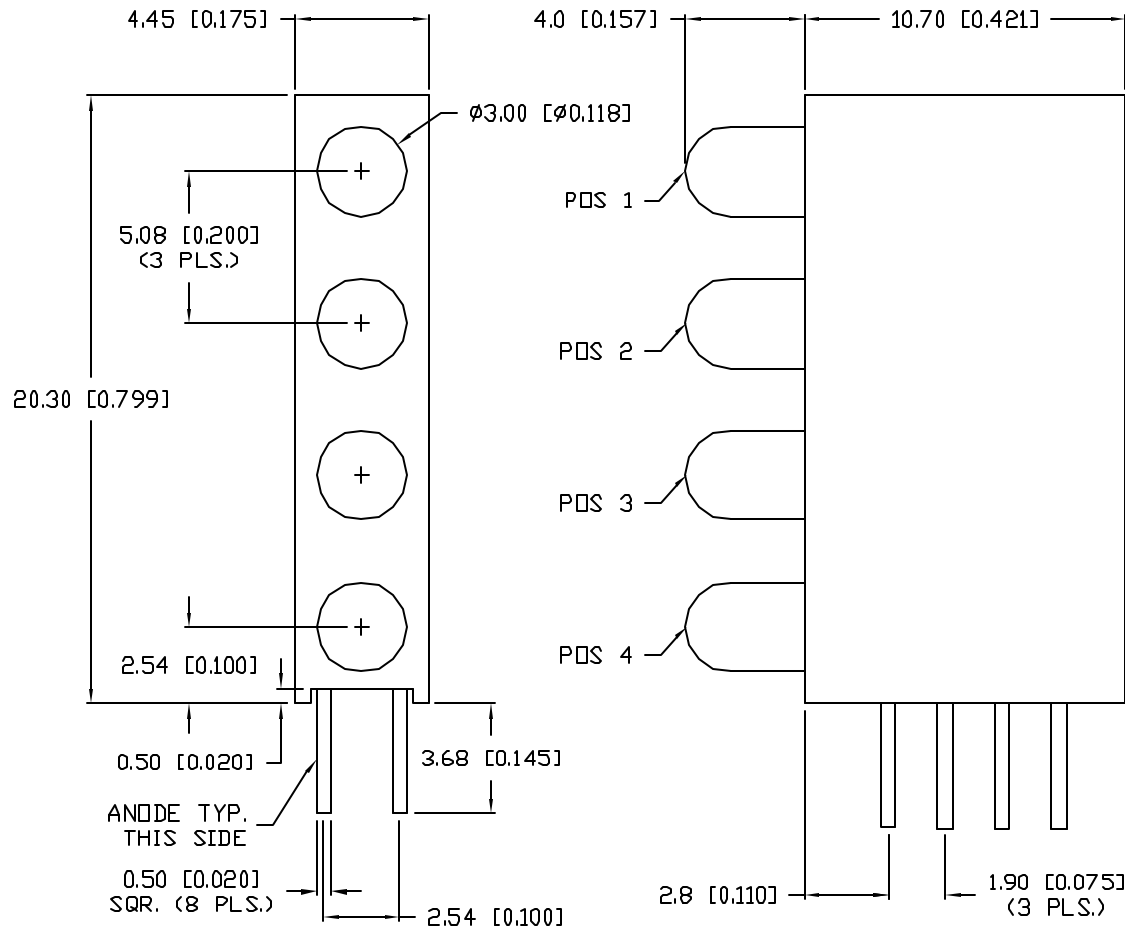 4.45 [0.175]
4.0 [0.157]
10.70 [0.421]
Ø3.00 [Ø0.118]
POS 1
5.08 [0.200]
(3 PLS.)
POS 2
20.30 [0.799]
POS 3
POS 4
2.54 [0.100]
0.50 [0.020]
3.68 [0.145]
ANODE TYP.
THIS SIDE
0.50 [0.020]
SQR. (8 PLS.)
2.54 [0.100]
2.8 [0.110]
1.90 [0.075]
(3 PLS.)